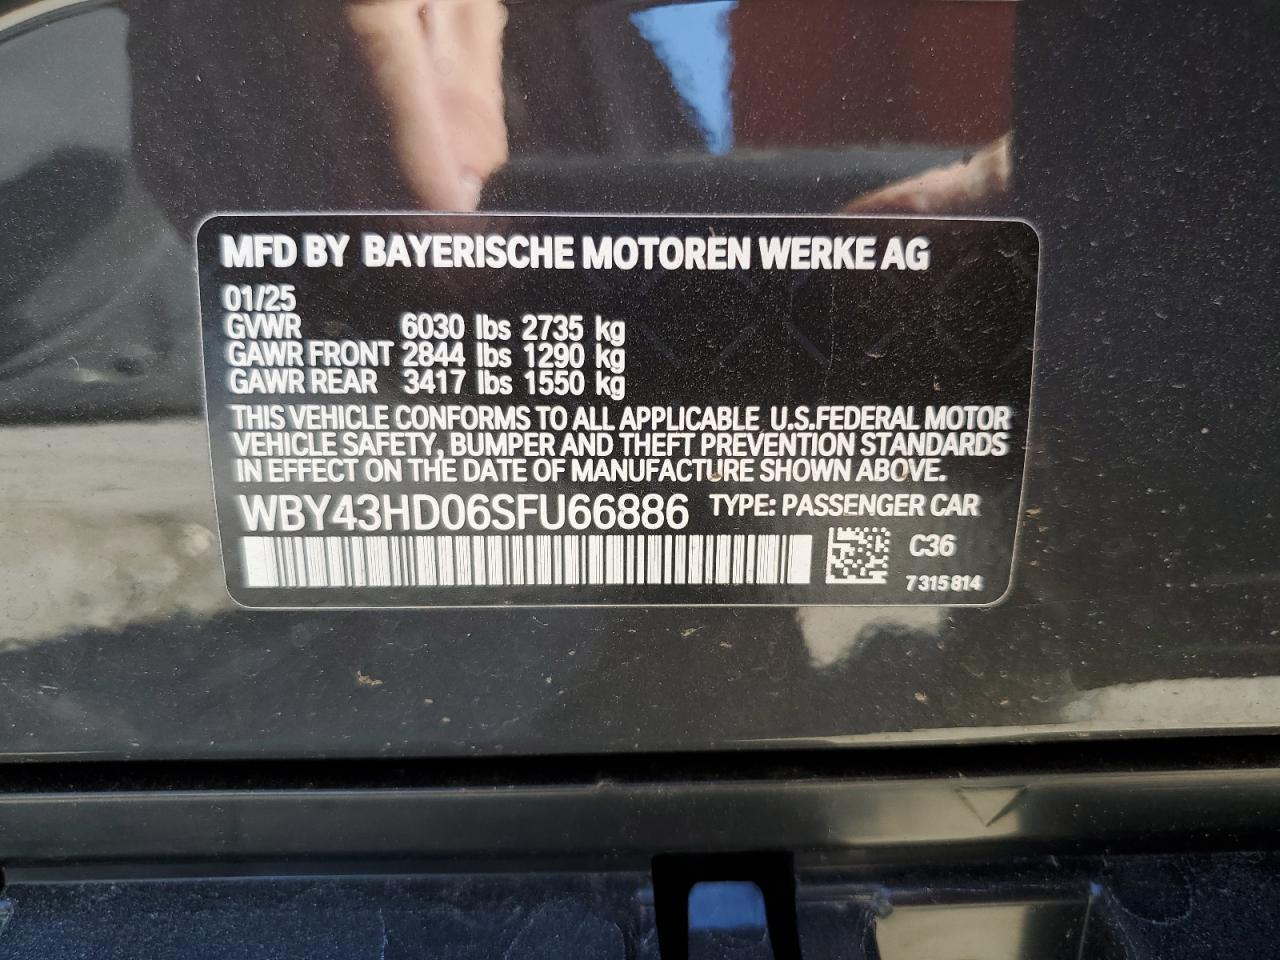 MFD BY BAYERISCHE MOTOREN WERKE AG
01/25
GVWR 6030 lbs 2735 kg
GAWR FRONT 2844 lbs 1290 kg
GAWR REAR 3417 lbs 1550 kg
THIS VEHICLE CONFORMS TO ALL APPLICABLE U.S.FEDERAL MOTOR
VEHICLE SAFETY, BUMPER AND THEFT PREVENTION STANDARDS
IN EFFECT ON THE DATE OF MANUFACTURE SHOWN ABOVE.
WBY43HD06SFU66886 TYPE: PASSENGER CAR
C36
7 315 814